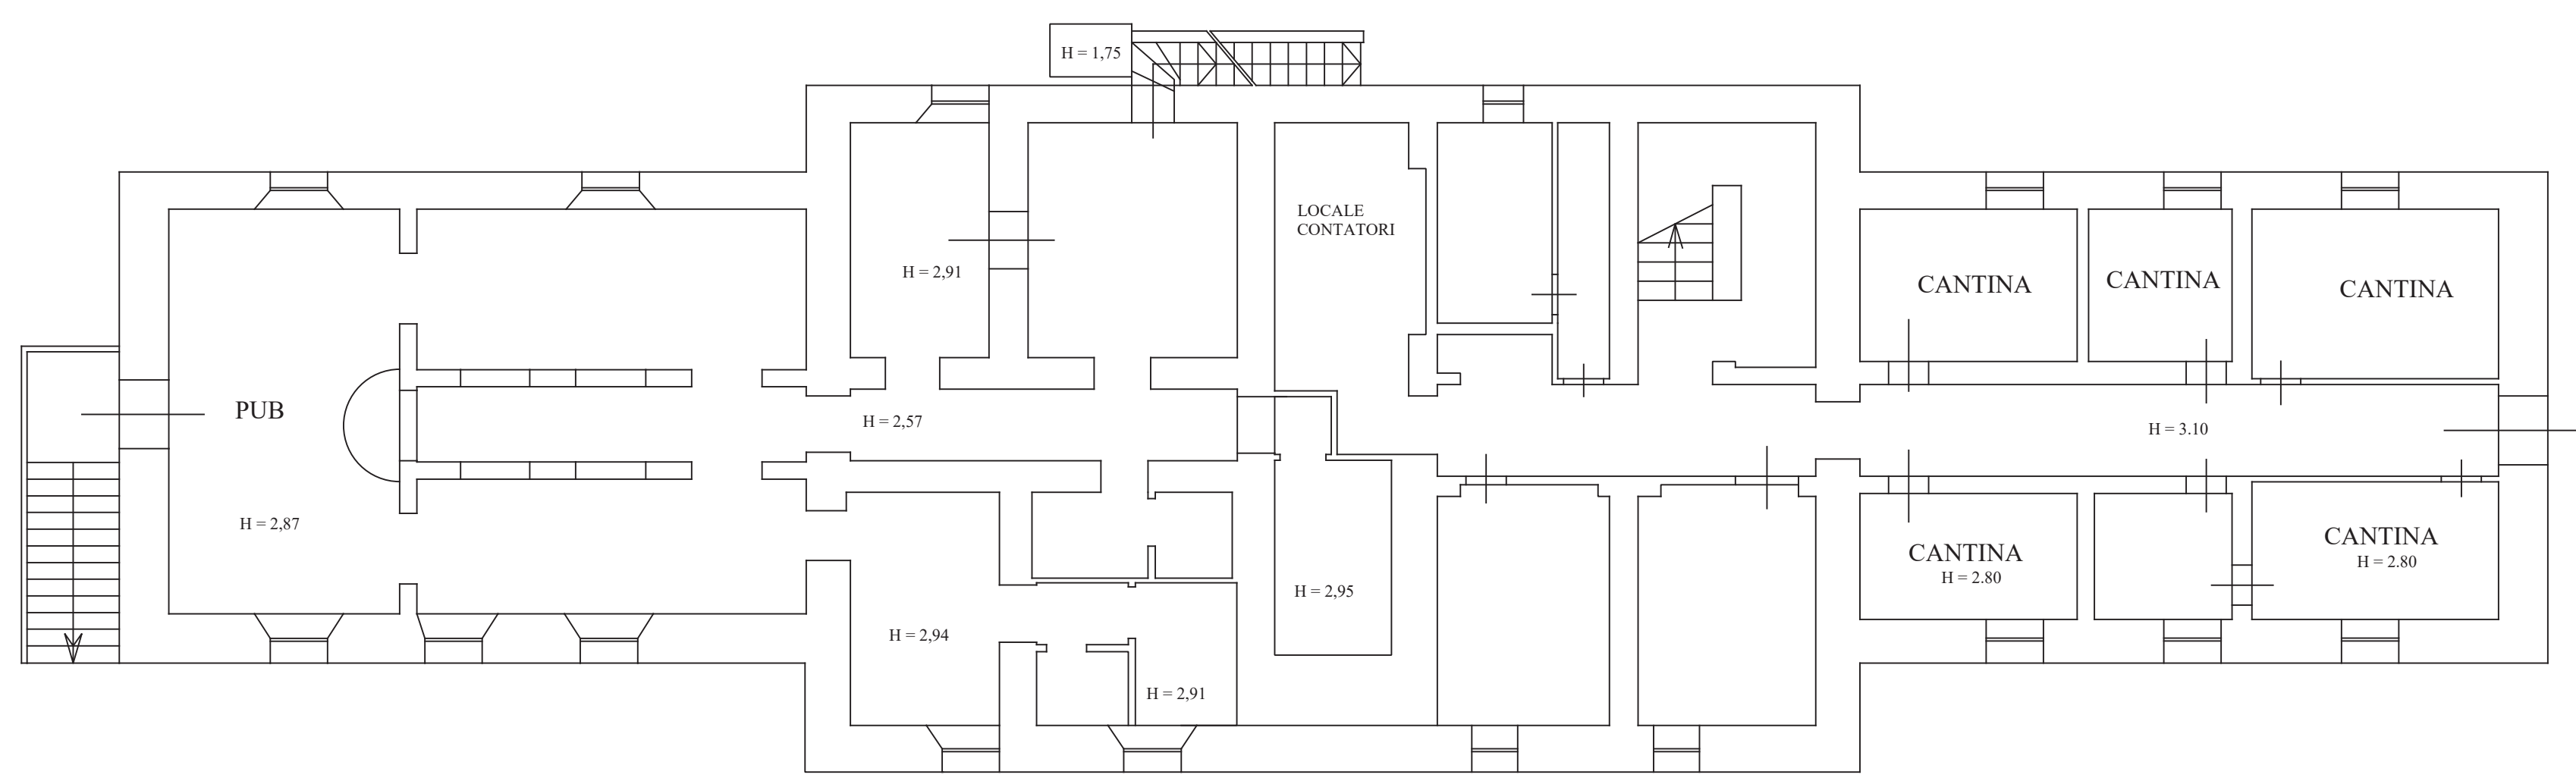 H = 1,75
LOCALE
CONTATORI
H = 2,91
CANTINA
CANTINA
CANTINA
PUB
H = 2,57
H = 3.10
H = 2,87
CANTINA
H = 2.80
CANTINA
H = 2.80
H = 2,95
H = 2,94
H = 2,91